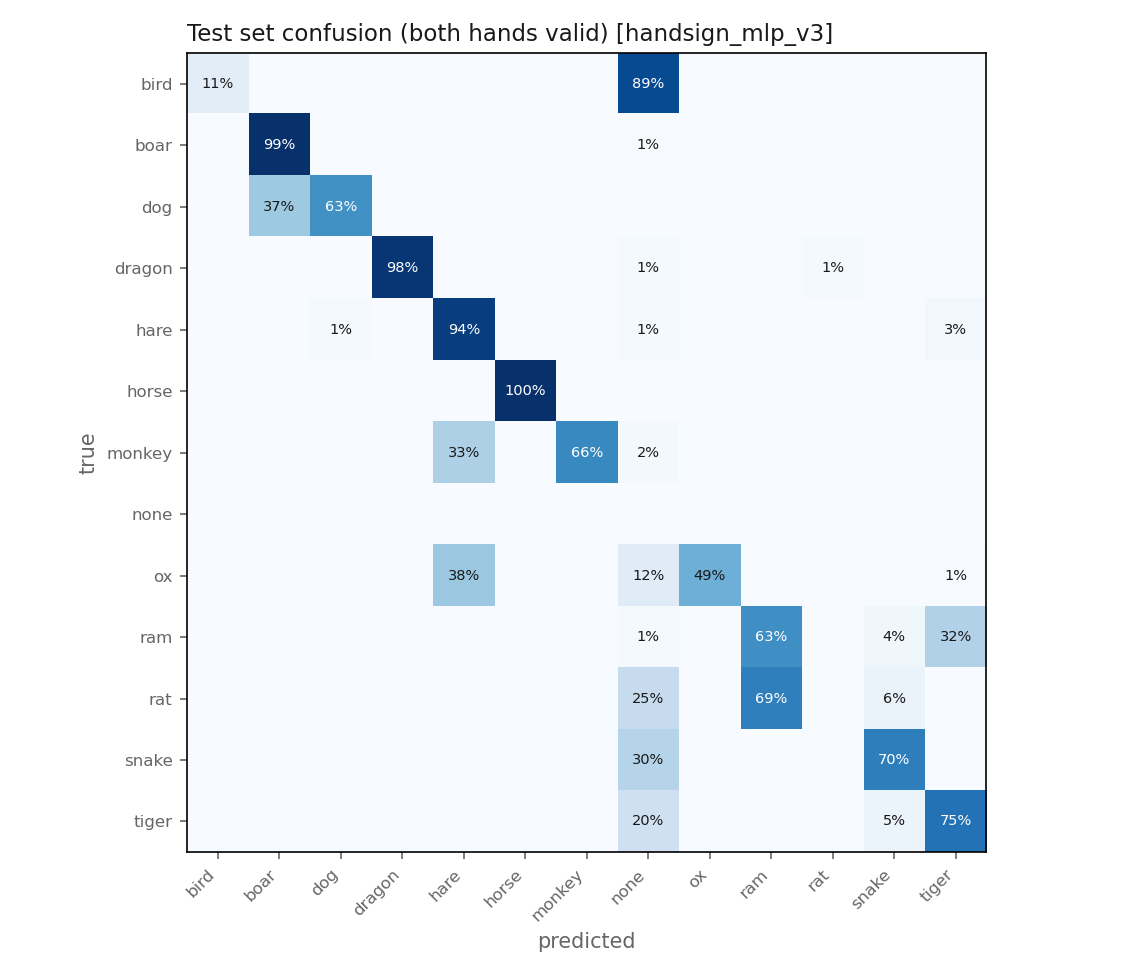 Test set confusion (both hands valid) [handsign_mlp_v3]
bird 11% 89%
boar 99% 1%
dog 37% 63%
dragon 98% 1% 1%
hare 1% 94% 1% 3%
horse 100%
monkey 33% 66% 2%
none
ox 38% 12% 49% 1%
ram 1% 63% 4% 32%
rat 25% 69% 6%
snake 30% 70%
tiger 20% 5% 75%
true
bird boar dog dragon hare horse monkey none ox ram rat snake tiger
predicted